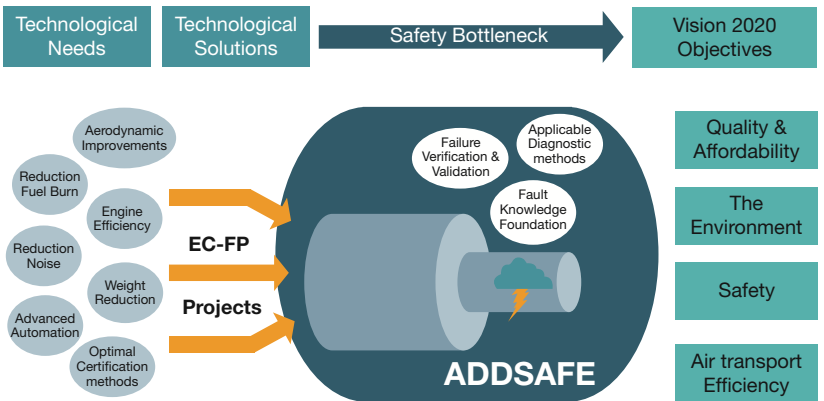 Technological
Needs
Technological
Solutions
Safety Bottleneck
Vision 2020
Objectives
Aerodynamic
Improvements
Reduction
Fuel Burn
Engine
Efficiency
Reduction
Noise
Weight
Reduction
Advanced
Automation
Optimal
Certification
methods
EC-FP
Projects
Failure
Verification &
Validation
Applicable
Diagnostic
methods
Fault
Knowledge
Foundation
ADDSAFE
Quality &
Affordability
The
Environment
Safety
Air transport
Efficiency